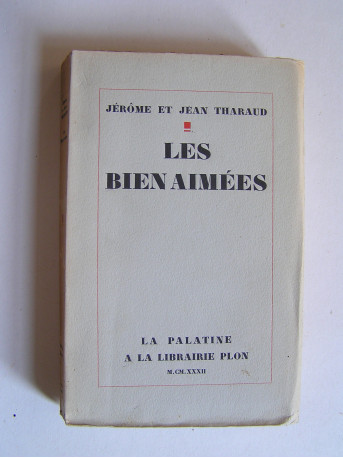 JÉRÔME ET JEAN THARAUD
LES
BIEN AIMÉES
LA PALATINE
A LA LIBRAIRIE PLON
M.CM.XXXII